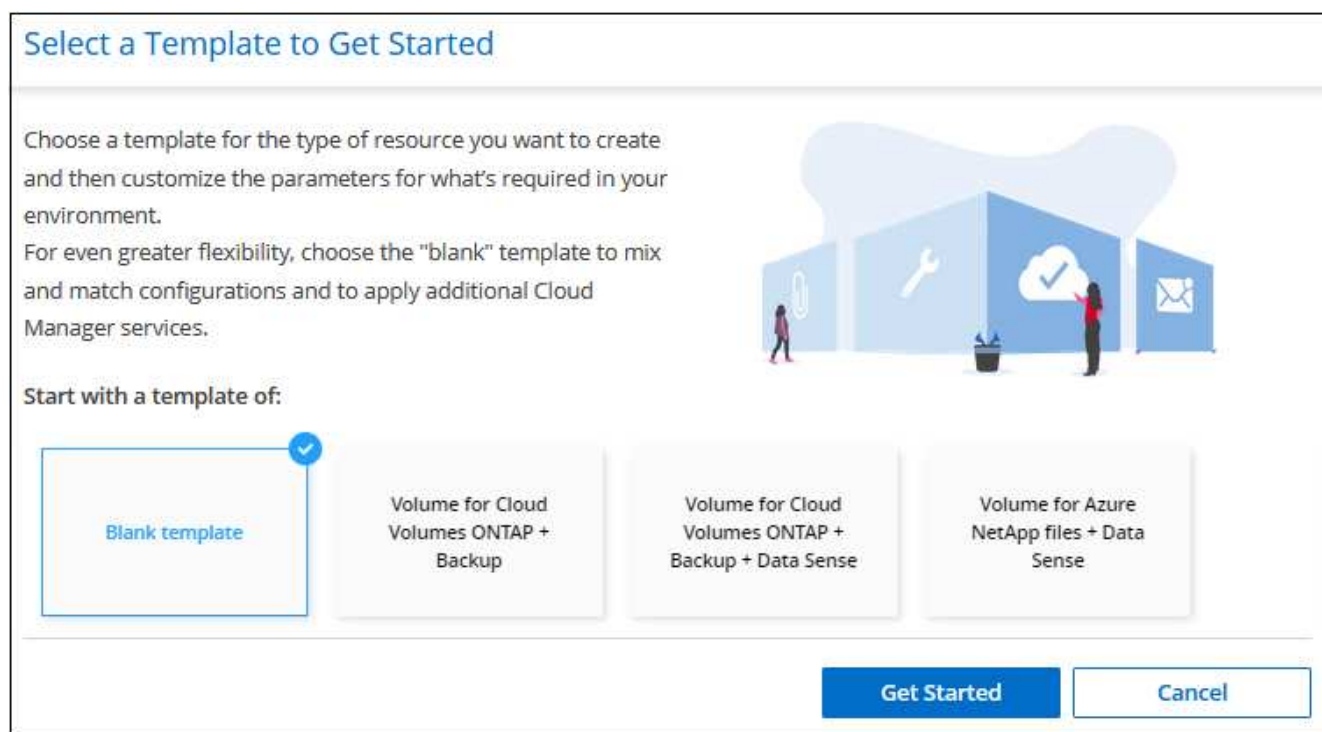 Select a Template to Get Started
Choose a template for the type of resource you want to create
and then customize the parameters for what's required in your
environment.
For even greater flexibility, choose the "blank" template to mix
and match configurations and to apply additional Cloud
Manager services.
Start with a template of:
Blank template
Volume for Cloud
Volumes ONTAP +
Backup
Volume for Cloud
Volumes ONTAP +
Backup + Data Sense
Volume for Azure
NetApp files + Data
Sense
Get Started
Cancel